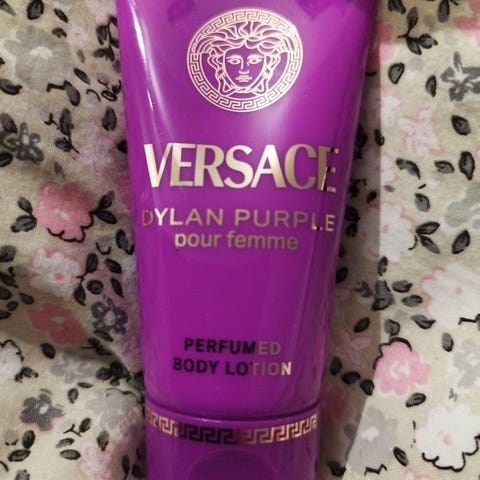 VERSACE
DYLAN PURPLE
pour femme
PERFUMED
BODY LOTION